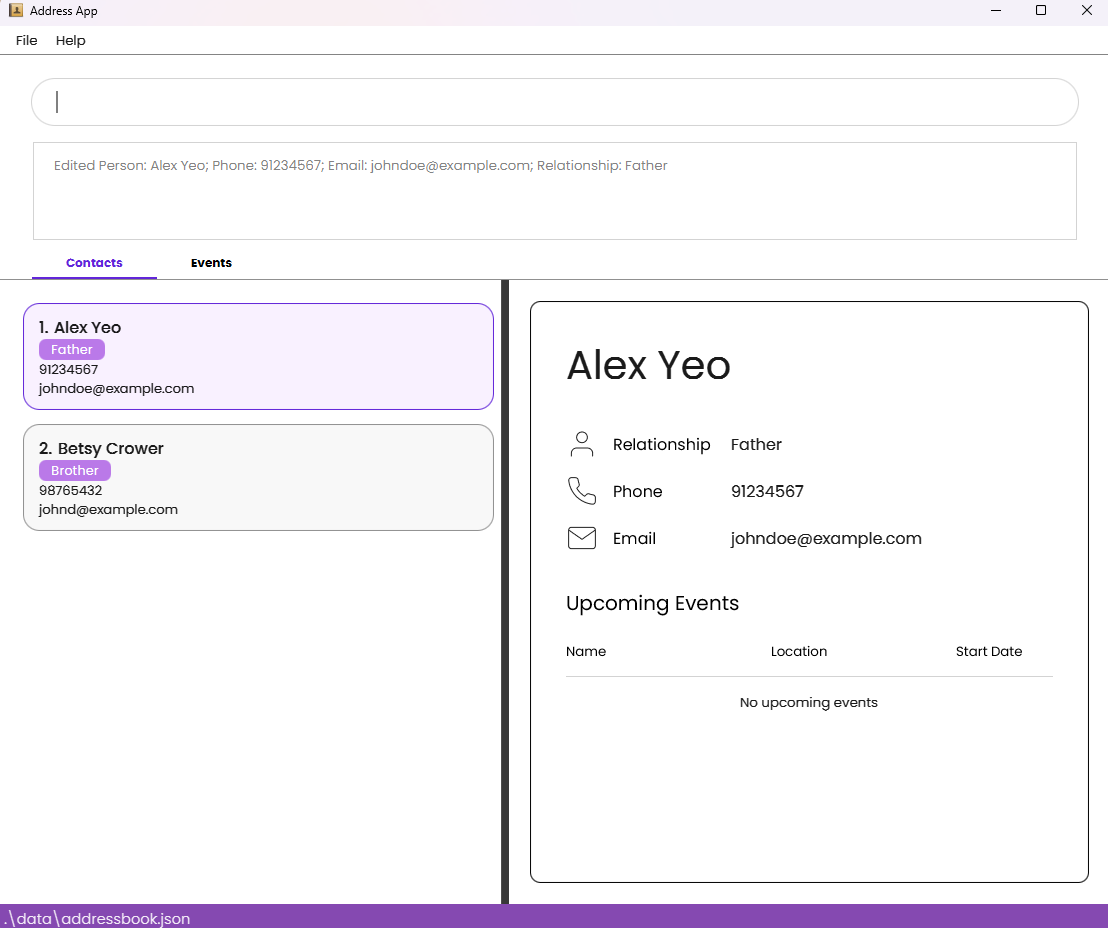 Address App
File Help
Edited Person: Alex Yeo; Phone: 91234567; Email: johndoe@example.com; Relationship: Father
Contacts Events
1. Alex Yeo
Father
91234567
johndoe@example.com
2. Betsy Crower
Brother
98765432
johnd@example.com
Alex Yeo
Relationship Father
Phone 91234567
Email johndoe@example.com
Upcoming Events
Name Location Start Date
No upcoming events
.\data\addressbook.json